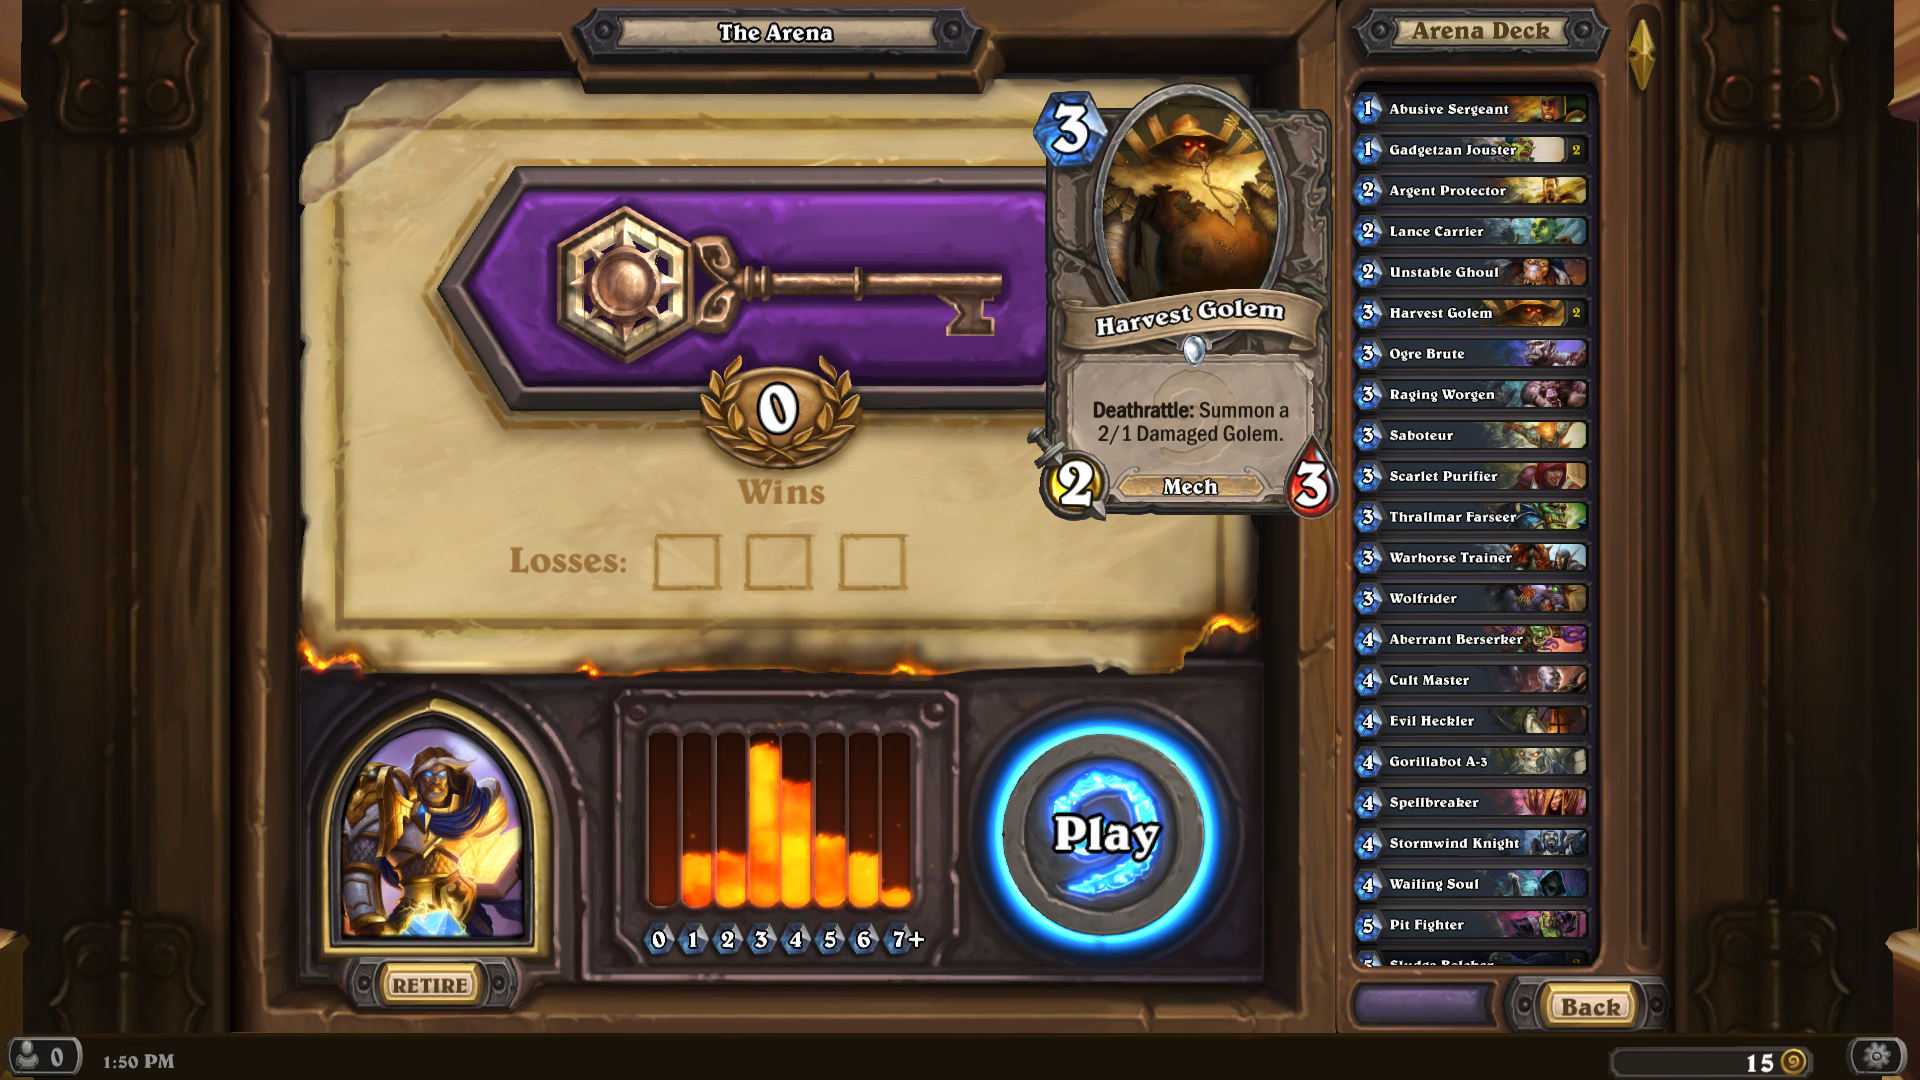 The Arena
3
Harvest Golem
Deathrattle: Summon a
2/1 Damaged Golem.
2
Mech
3
0
Wins
Losses:
0 1 2 3 4 5 6 7+
Play
RETIRE
Arena Deck
1 Abusive Sergeant
1 Gadgetzan Jouster 2
2 Argent Protector
2 Lance Carrier
2 Unstable Ghoul
3 Harvest Golem 2
3 Ogre Brute
3 Raging Worgen
3 Saboteur
3 Scarlet Purifier
3 Thrallmar Farseer
3 Warhorse Trainer
3 Wolfrider
4 Aberrant Berserker
4 Cult Master
4 Evil Heckler
4 Gorillabot A-3
4 Spellbreaker
4 Stormwind Knight
4 Wailing Soul
5 Pit Fighter
5 Sludge Belcher 2
Back
0
1:50 PM
15